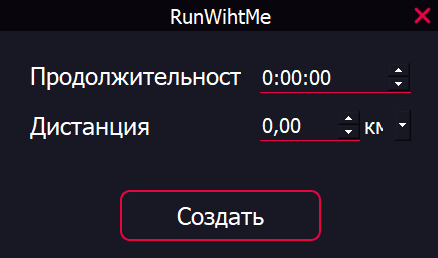 RunWihtMe
Продолжительност 0:00:00
Дистанция 0,00 км
Создать